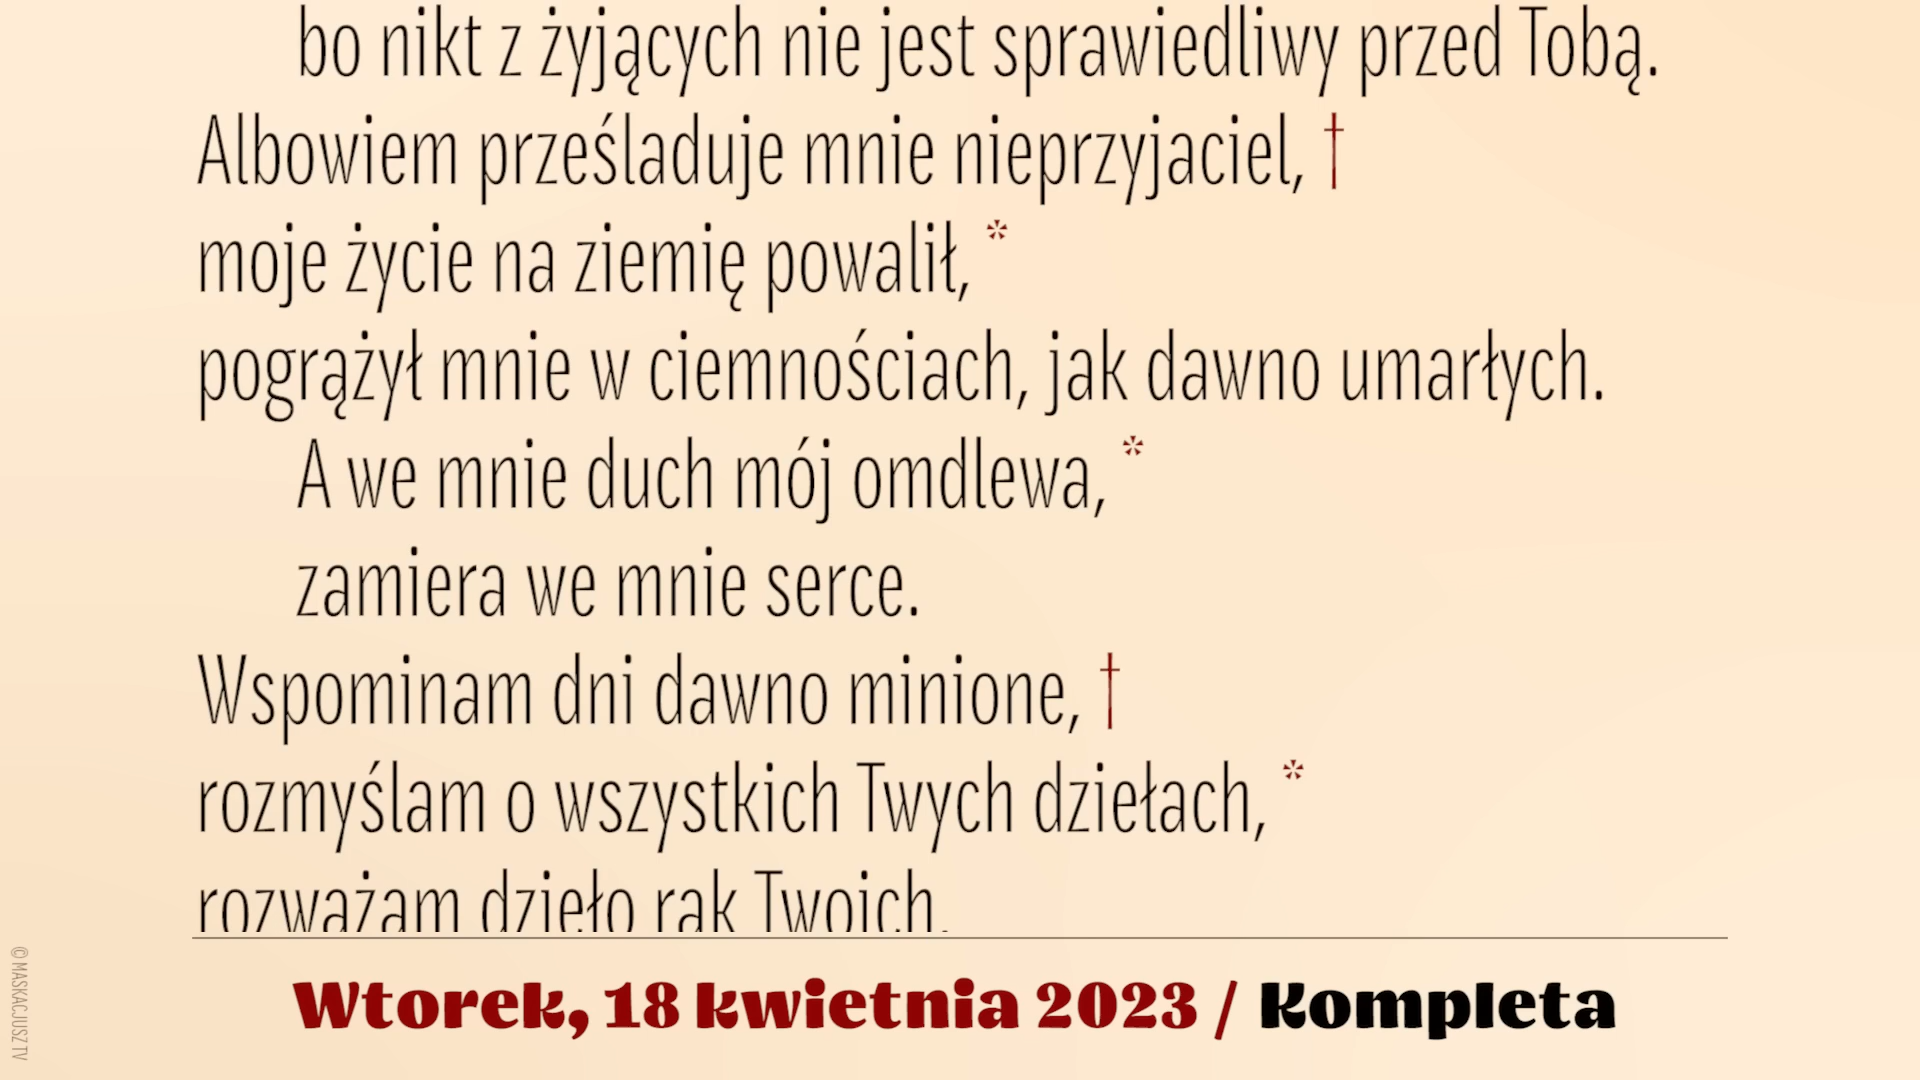 bo nikt z żyjących nie jest sprawiedliwy przed Tobą.
Albowiem prześladuje mnie nieprzyjaciel, †
moje życie na ziemię powalił, *
pogrążył mnie w ciemnościach, jak dawno umarłych.
A we mnie duch mój omdlewa, *
zamiera we mnie serce.
Wspominam dni dawno minione, †
rozmyślam o wszystkich Twych dziełach, *
rozważam dzieło rąk Twoich.
Wtorek, 18 kwietnia 2023 / Kompleta
© MASKACJUSZ TV